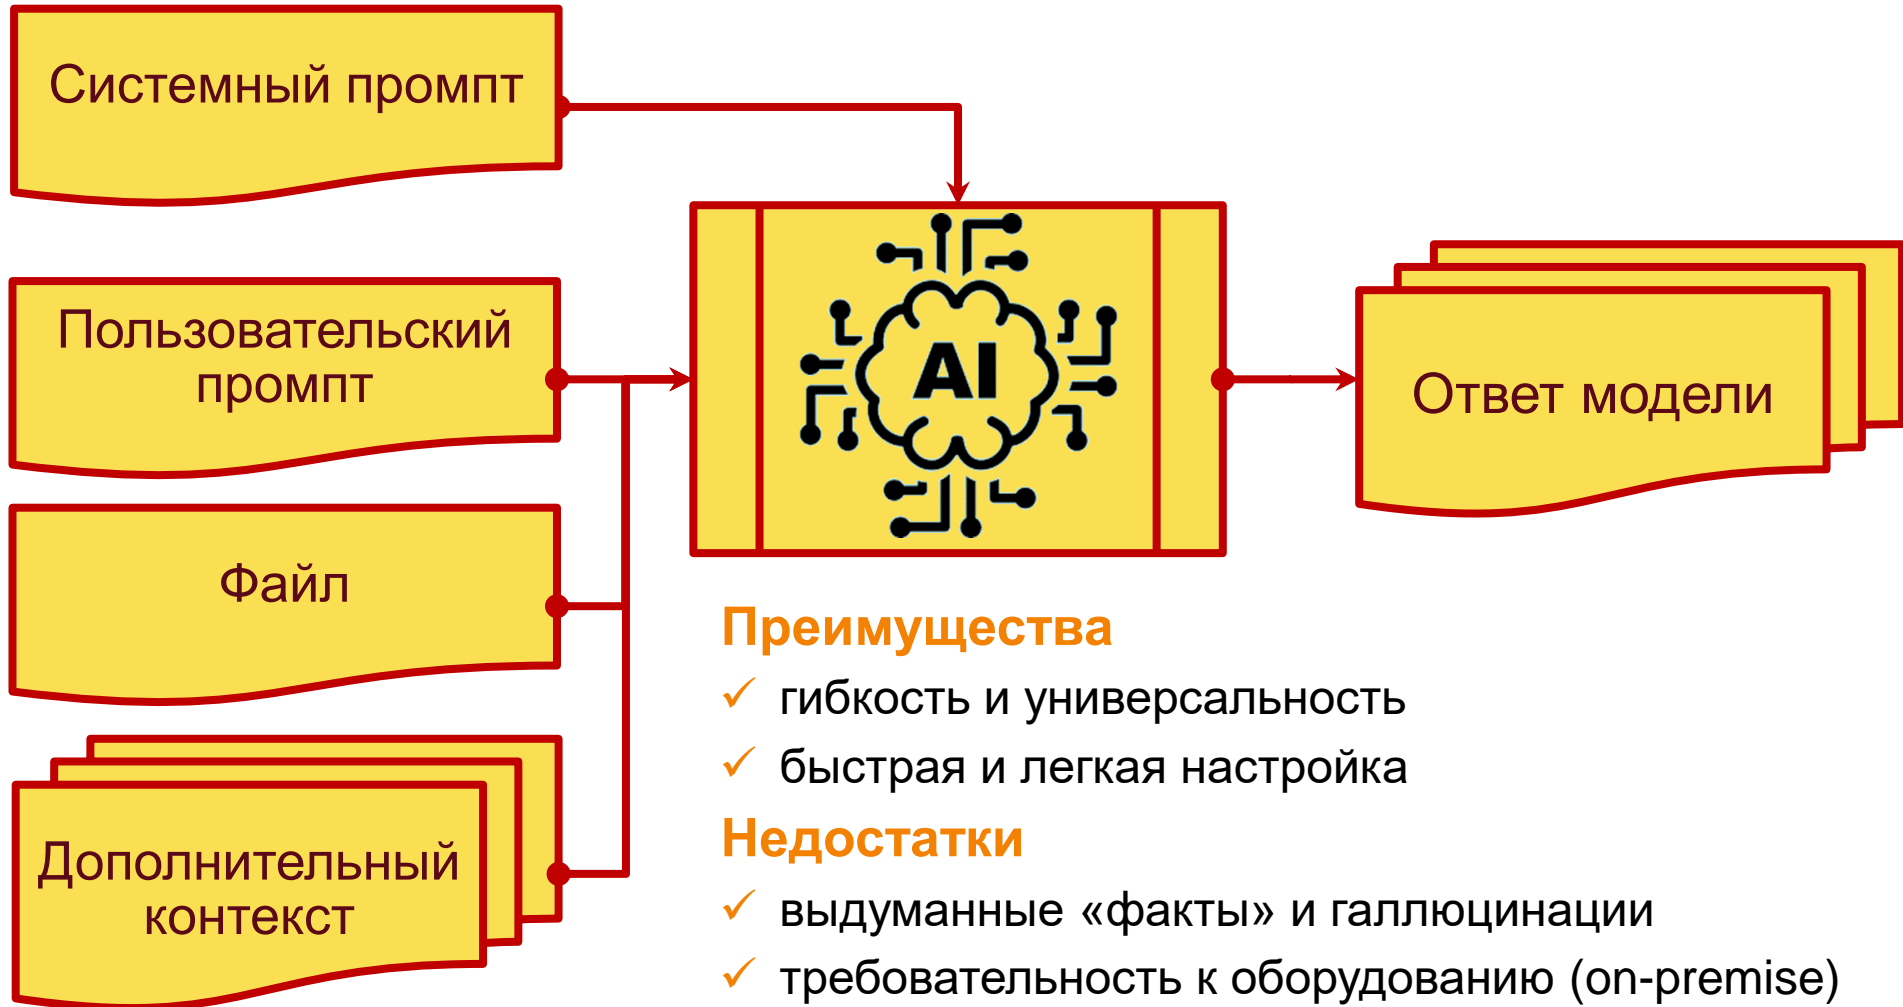 Системный промпт
Пользовательский
промпт
Файл
Дополнительный
контекст
AI
Ответ модели
Преимущества
гибкость и универсальность
быстрая и легкая настройка
Недостатки
выдуманные «факты» и галлюцинации
требовательность к оборудованию (on-premise)